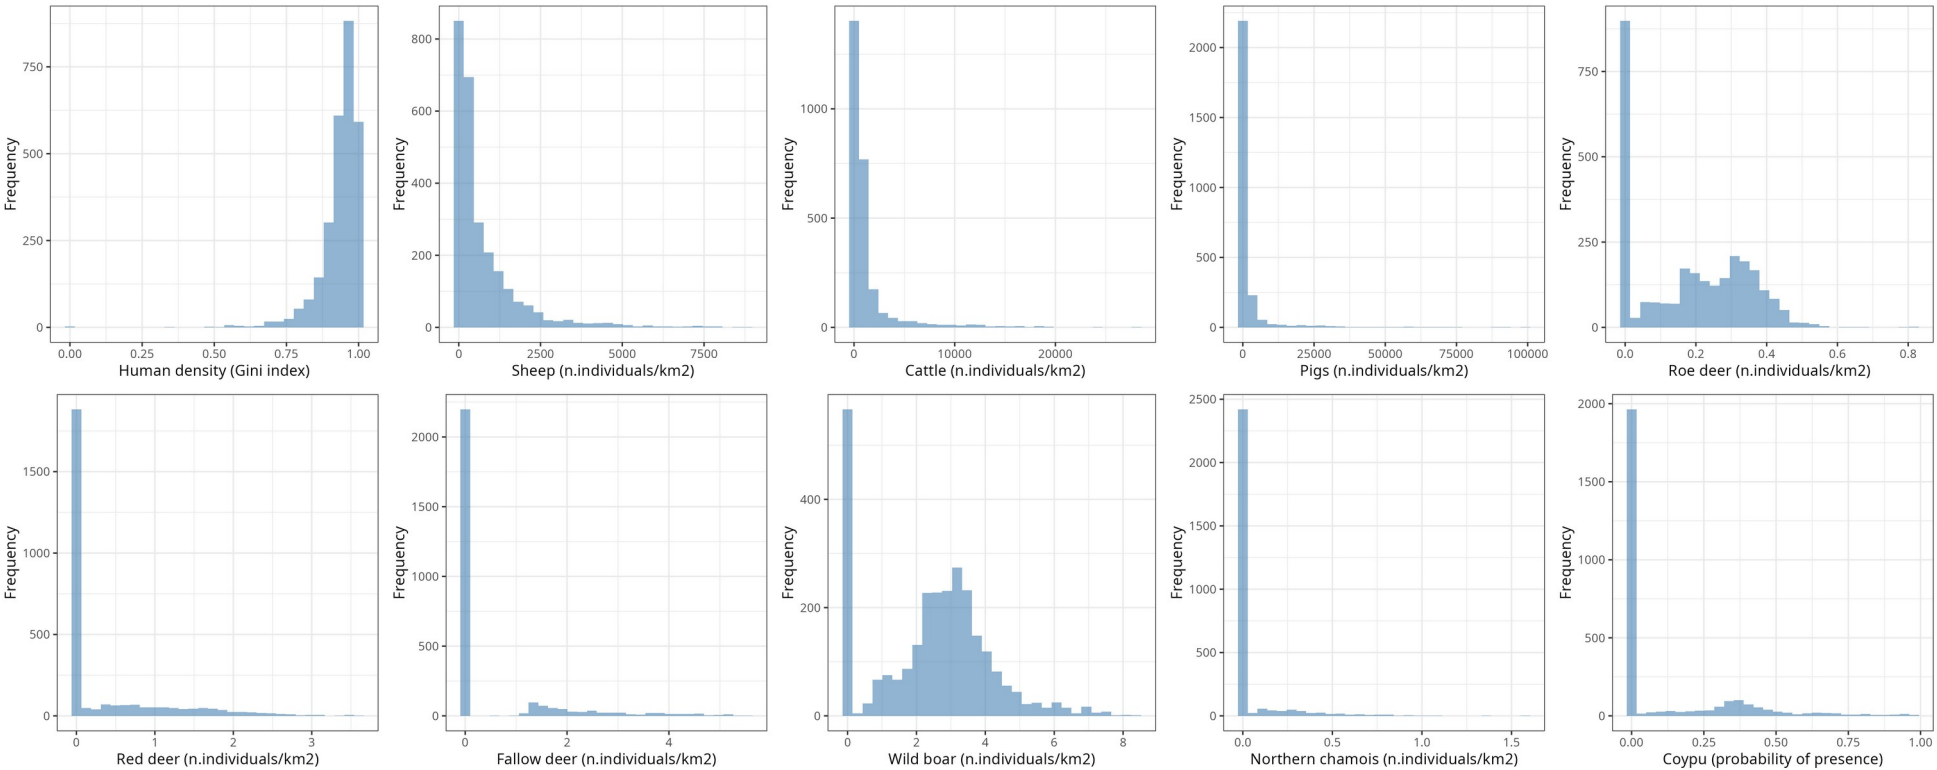 Frequency
750
500
250
0
0.00 0.25 0.50 0.75 1.00
Human density (Gini index)
Frequency
800
600
400
200
0
0 2500 5000 7500
Sheep (n.individuals/km2)
Frequency
1000
500
0
0 10000 20000
Cattle (n.individuals/km2)
Frequency
2000
1500
1000
500
0
0 25000 50000 75000 100000
Pigs (n.individuals/km2)
Frequency
750
500
250
0
0.0 0.2 0.4 0.6 0.8
Roe deer (n.individuals/km2)
Frequency
1500
1000
500
0
0 1 2 3
Red deer (n.individuals/km2)
Frequency
2000
1500
1000
500
0
0 2 4
Fallow deer (n.individuals/km2)
Frequency
400
200
0
0 2 4 6 8
Wild boar (n.individuals/km2)
Frequency
2500
2000
1500
1000
500
0
0.0 0.5 1.0 1.5
Northern chamois (n.individuals/km2)
Frequency
2000
1500
1000
500
0
0.00 0.25 0.50 0.75 1.00
Coypu (probability of presence)